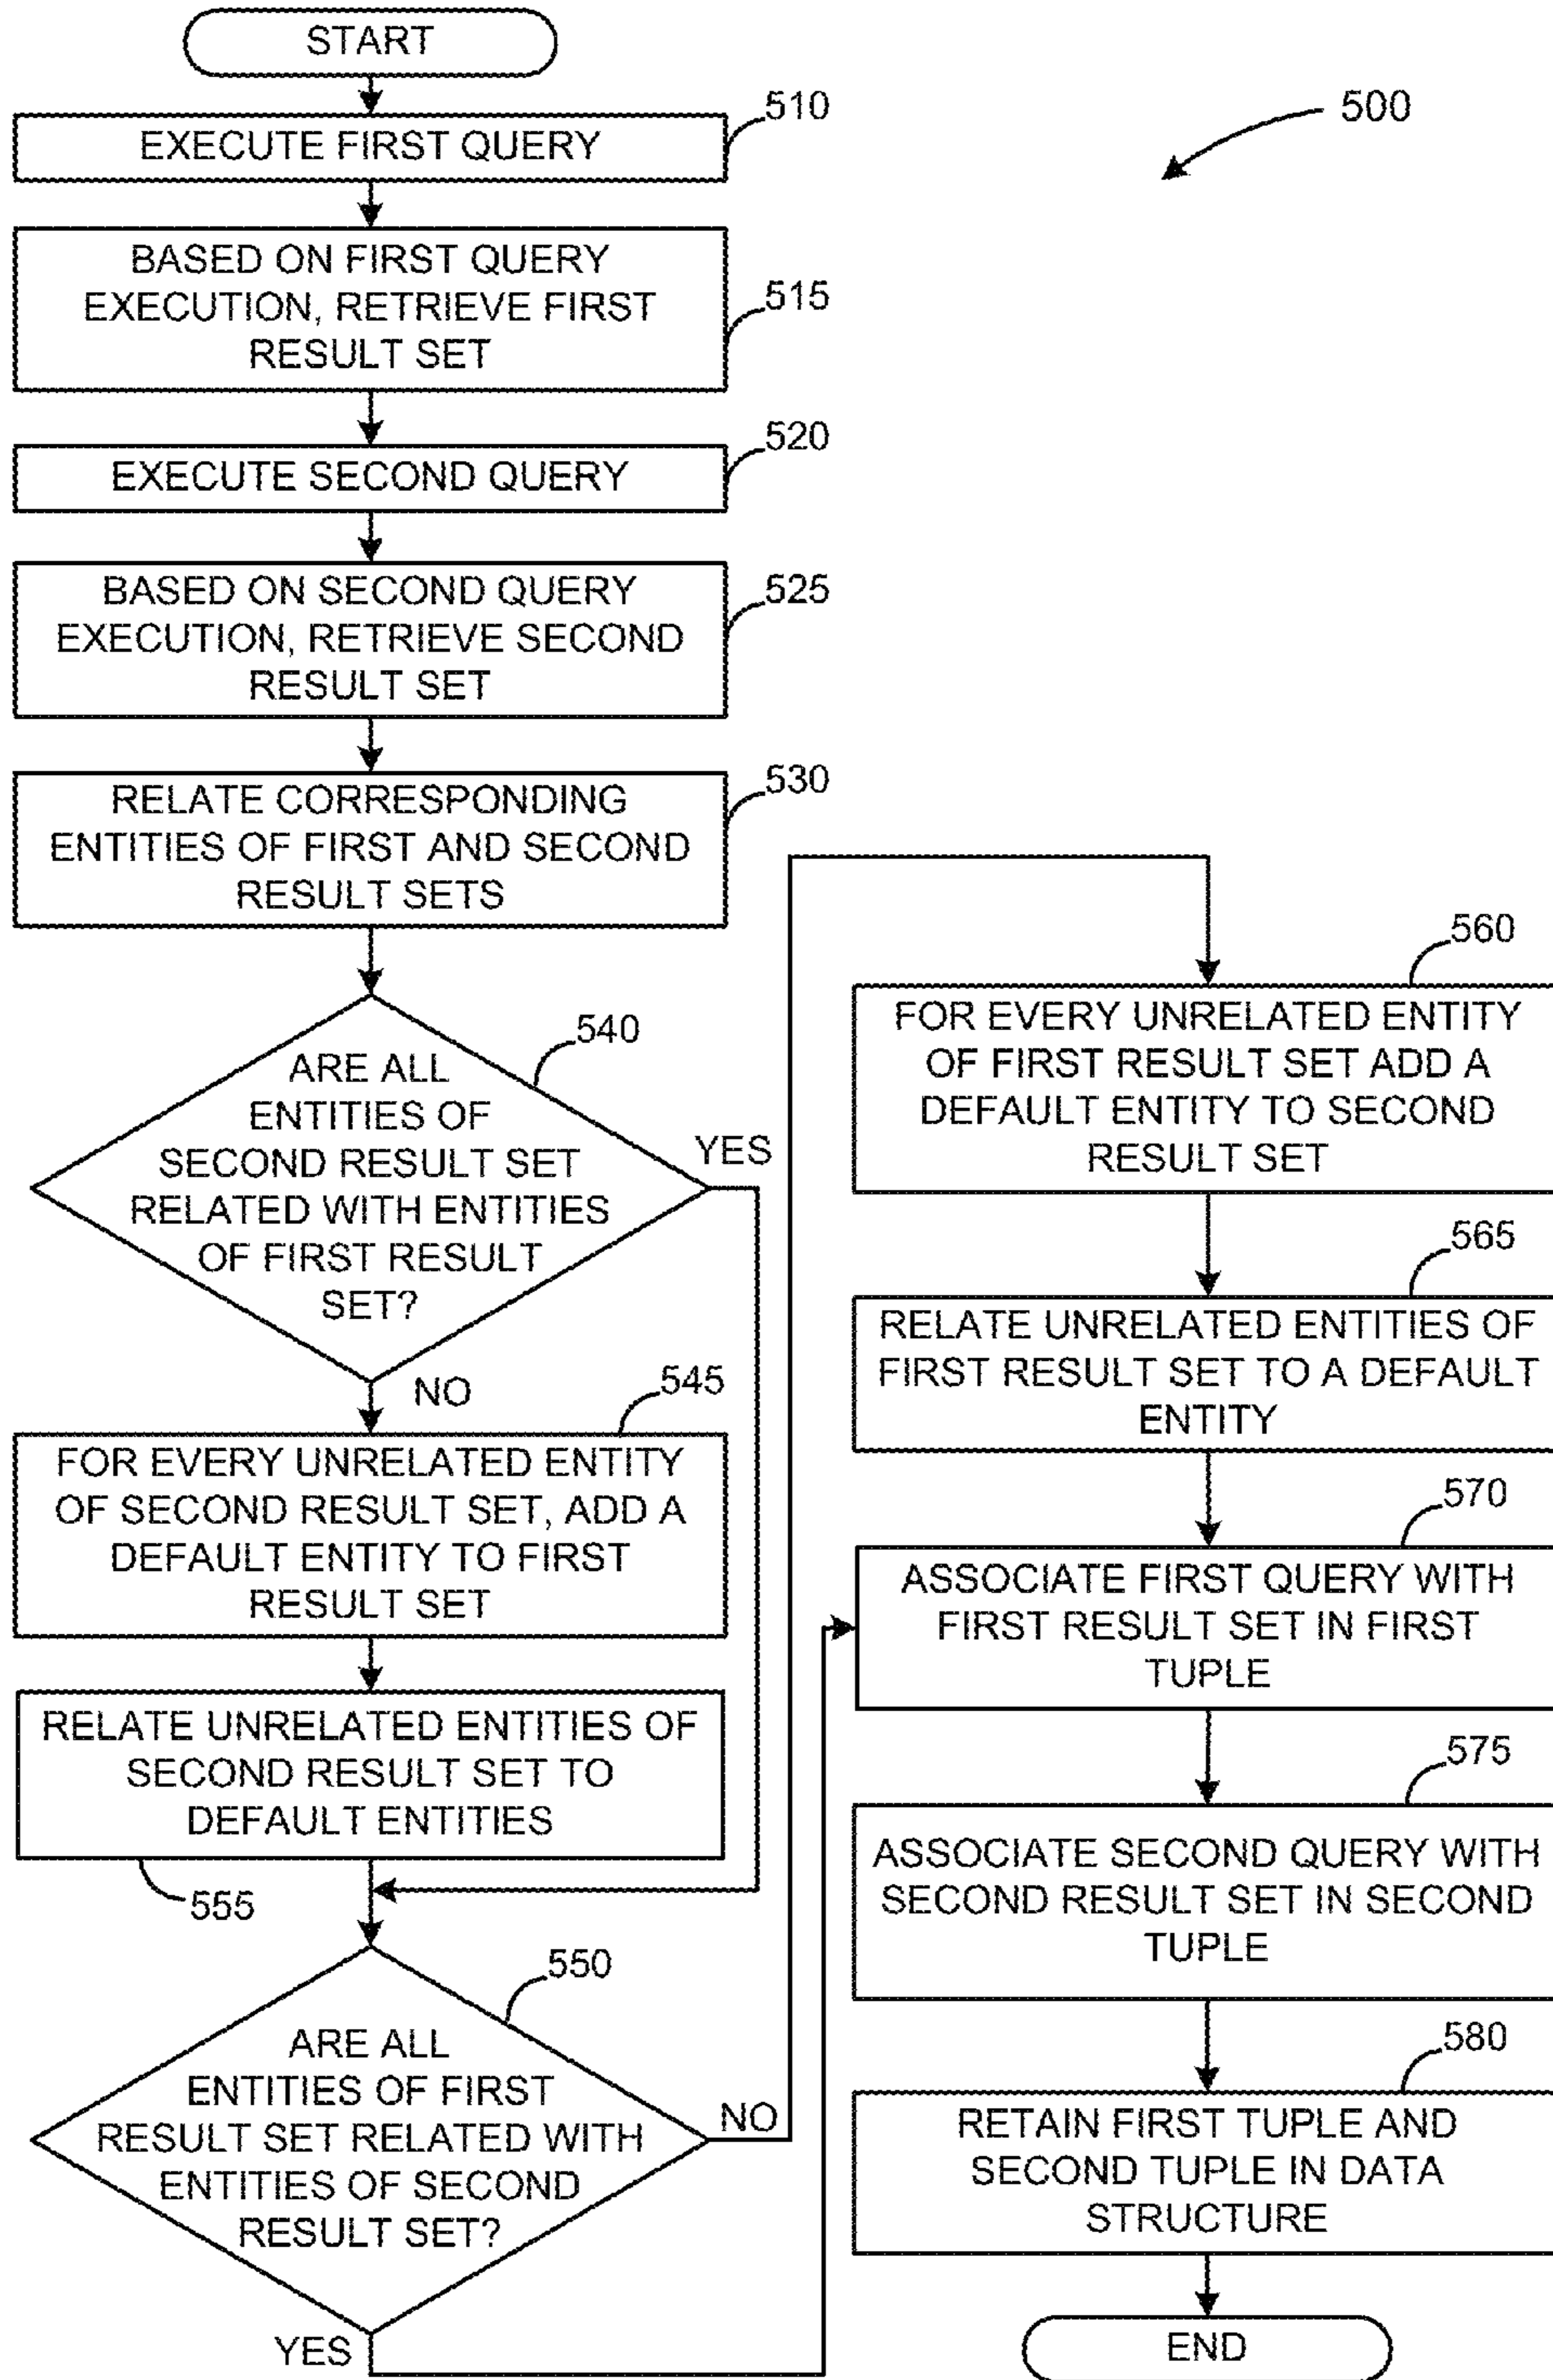 START
510
EXECUTE FIRST QUERY
500
BASED ON FIRST QUERY
EXECUTION, RETRIEVE FIRST
RESULT SET
515
520
EXECUTE SECOND QUERY
BASED ON SECOND QUERY
EXECUTION, RETRIEVE SECOND
RESULT SET
525
530
RELATE CORRESPONDING
ENTITIES OF FIRST AND SECOND
RESULT SETS
540
ARE ALL
ENTITIES OF
SECOND RESULT SET
RELATED WITH ENTITIES
OF FIRST RESULT
SET?
YES
NO
545
FOR EVERY UNRELATED ENTITY
OF SECOND RESULT SET, ADD A
DEFAULT ENTITY TO FIRST
RESULT SET
RELATE UNRELATED ENTITIES OF
SECOND RESULT SET TO
DEFAULT ENTITIES
555
550
ARE ALL
ENTITIES OF FIRST
RESULT SET RELATED WITH
ENTITIES OF SECOND
RESULT SET?
NO
YES
560
FOR EVERY UNRELATED ENTITY
OF FIRST RESULT SET ADD A
DEFAULT ENTITY TO SECOND
RESULT SET
565
RELATE UNRELATED ENTITIES OF
FIRST RESULT SET TO A DEFAULT
ENTITY
570
ASSOCIATE FIRST QUERY WITH
FIRST RESULT SET IN FIRST
TUPLE
575
ASSOCIATE SECOND QUERY WITH
SECOND RESULT SET IN SECOND
TUPLE
580
RETAIN FIRST TUPLE AND
SECOND TUPLE IN DATA
STRUCTURE
END